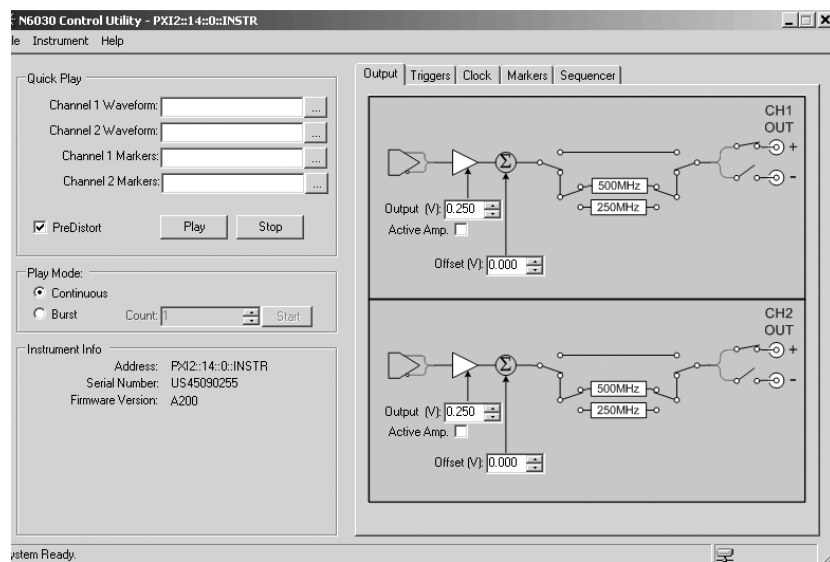 N6030 Control Utility - PXI2::14::0::INSTR
le Instrument Help
Quick Play
Channel 1 Waveform: ...
Channel 2 Waveform: ...
Channel 1 Markers: ...
Channel 2 Markers: ...
PreDistort Play Stop
Play Mode:
Continuous
Burst Count: 1 Start
Instrument Info
Address: PXI2::14::0::INSTR
Serial Number: US45090255
Firmware Version: A200
Output Triggers Clock Markers Sequencer
CH1
OUT
+
-
Σ
500MHz
250MHz
Output (V): 0.250
Active Amp.
Offset (V): 0.000
CH2
OUT
+
-
Σ
500MHz
250MHz
Output (V): 0.250
Active Amp.
Offset (V): 0.000
ystem Ready.